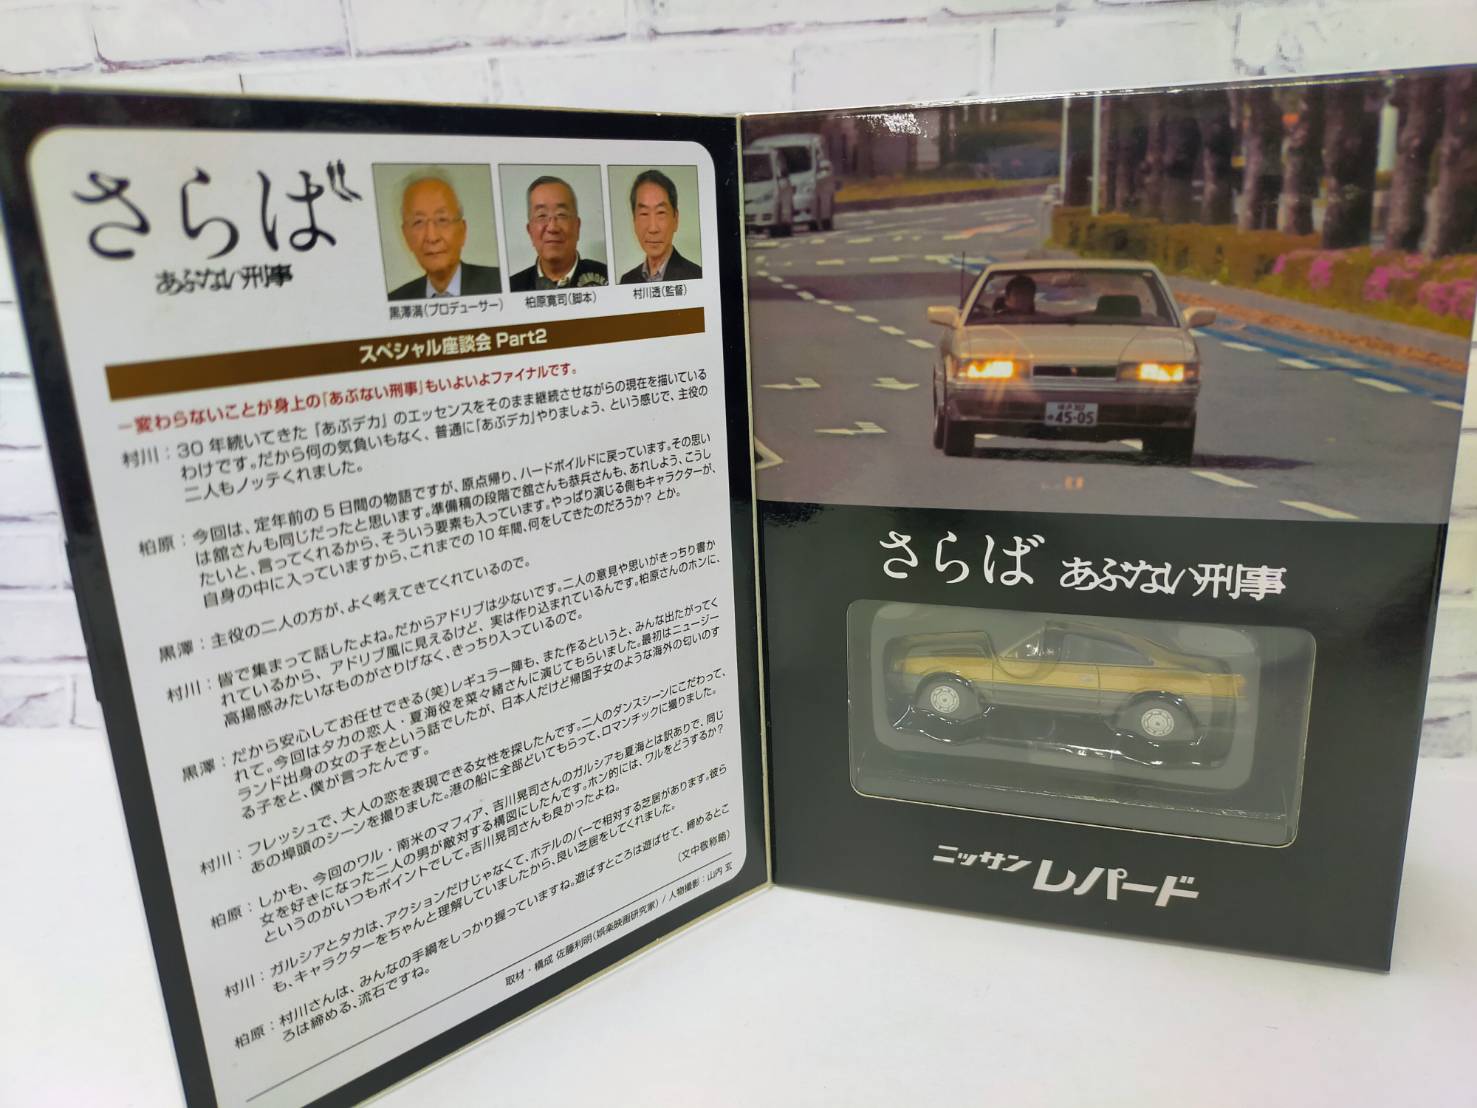 さらば
あぶない刑事
黒澤満(プロデューサー)
柏原寛司(脚本)
村川透(監督)
スペシャル座談会 Part2
―変わらないことが身上の「あぶない刑事」もいよいよファイナルです。
村川：30年続いてきた「あぶデカ」のエッセンスをそのまま継続させながらの現在を描いている
わけです。だから何の気負いもなく、普通に「あぶデカ」やりましょう、という感じで、主役の
二人もノッテくれました。
柏原：今回は、定年前の5日間の物語ですが、原点帰り、ハードボイルドに戻っています。その思い
は舘さんも同じだったと思います。準備稿の段階で舘さんも恭兵さんも、あれしよう、こうし
たいと、言ってくれるから、そういう要素も入っています。やっぱり演じる側もキャラクターが、
自身の中に入っていますから、これまでの10年間、何をしてきたのだろうか？とか。
黒澤：主役の二人の方が、よく考えてきてくれているので。
村川：皆で集まって話したよね。だからアドリブは少ないです。二人の意見や思いがきっちり書か
れているから、アドリブ風に見えるけど、実は作り込まれているんです。柏原さんのホンに、
高揚感みたいなものがさりげなく、きっちり入っているので。
黒澤：だから安心してお任せできる(笑)レギュラー陣も、また作るというと、みんな出たがってく
れて。今回はタカの恋人・夏海役を菜々緒さんに演じてもらいました。最初はニュージー
ランド出身の女の子をという話でしたが、日本人だけど帰国子女のような海外の匂いのす
る子をと、僕が言ったんです。
村川：フレッシュで、大人の恋を表現できる女性を探したんです。二人のダンスシーンにこだわって、
あの埠頭のシーンを撮りました。港の船に全部どいてもらって、ロマンチックに撮りました。
柏原：しかも、今回のワル・南米のマフィア、吉川晃司さんのガルシアも夏海とは訳ありで、同じ
女を好きになった二人の男が敵対する構図にしたんです。ホン的には、ワルをどうするか？
というのがいつもポイントでして。吉川晃司さんも良かったよね。
村川：ガルシアとタカは、アクションだけじゃなくて、ホテルのバーで相対する芝居があります。彼ら
も、キャラクターをちゃんと理解していましたから、良い芝居をしてくれました。
柏原：村川さんは、みんなの手綱をしっかり握っていますね。遊ばすところは遊ばせて、締めるとこ
ろは締める、流石ですね。
(文中敬称略)
取材・構成 佐藤利明(娯楽映画研究家) / 人物撮影：山内 玄
45-05
さらば あぶない刑事
ニッサン レパード